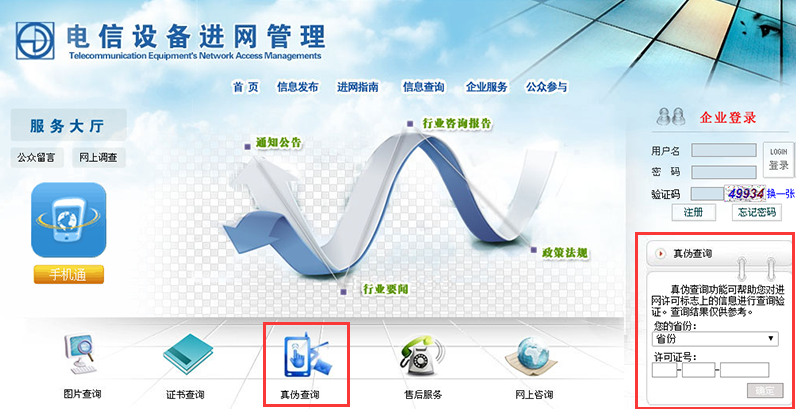 电信设备进网管理
Telecommunication Equipment's Network Access Managements
首 页 信息发布 进网指南 信息查询 企业服务 公众参与
服务大厅
公众留言 网上调查
手机通
通知公告
行业咨询报告
政策法规
行业要闻
企业登录
用户名
密 码
LOGIN
登录
验证码 49934 换一张
注册 忘记密码
真伪查询
真伪查询功能可帮助您对进
网许可标志上的信息进行查询验
证。查询结果仅供参考。
您的省份:
省份
许可证号:
- -
确定
图片查询 证书查询 真伪查询 售后服务 网上咨询